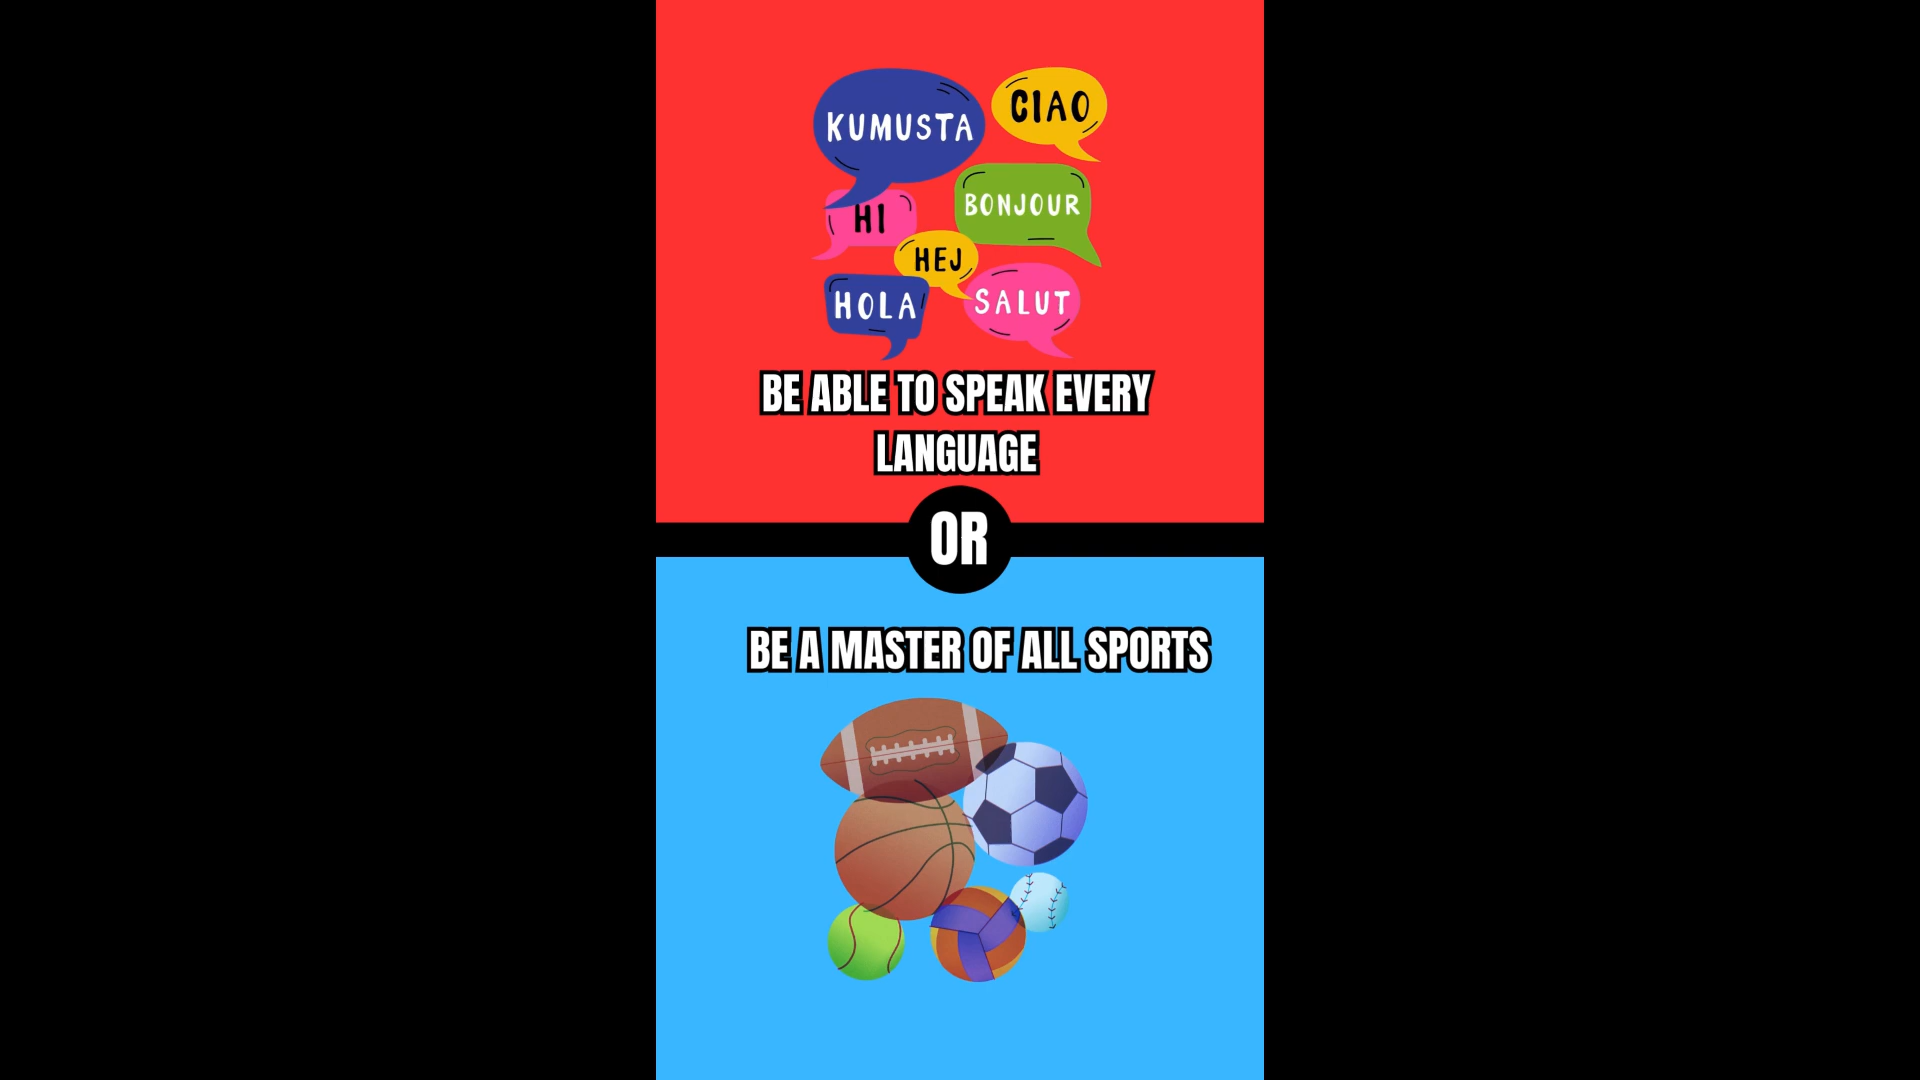 KUMUSTA
CIAO
HI
BONJOUR
HEJ
HOLA
SALUT
BE ABLE TO SPEAK EVERY
LANGUAGE
OR
BE A MASTER OF ALL SPORTS